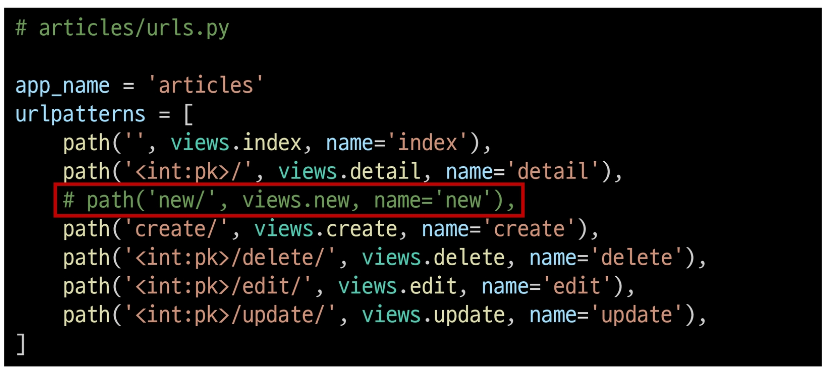 # articles/urls.py
app_name = 'articles'
urlpatterns = [
    path('', views.index, name='index'),
    path('<int:pk>/', views.detail, name='detail'),
    # path('new/', views.new, name='new'),
    path('create/', views.create, name='create'),
    path('<int:pk>/delete/', views.delete, name='delete'),
    path('<int:pk>/edit/', views.edit, name='edit'),
    path('<int:pk>/update/', views.update, name='update'),
]